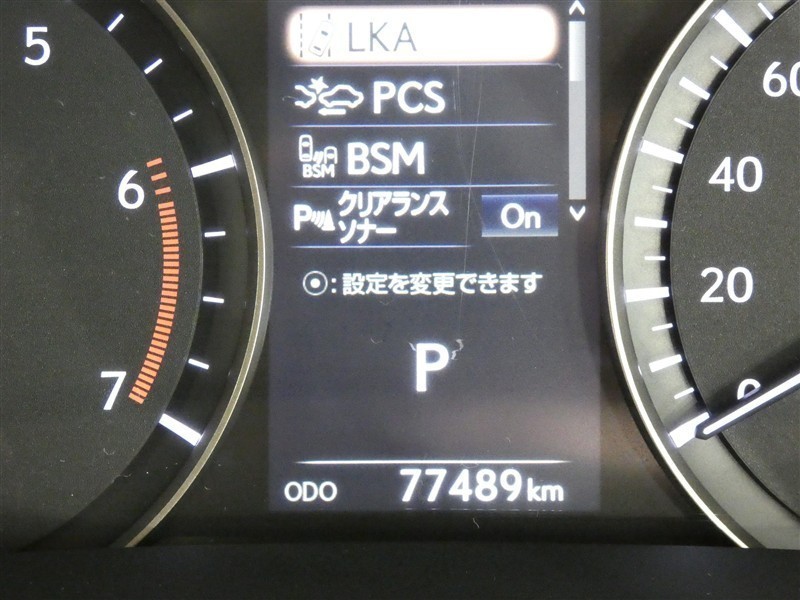 LKA
PCS
BSM
BSM
P クリアランス
ソナー
On
⦿:設定を変更できます
P
ODO 77489km
5
6
7
60
40
20
0